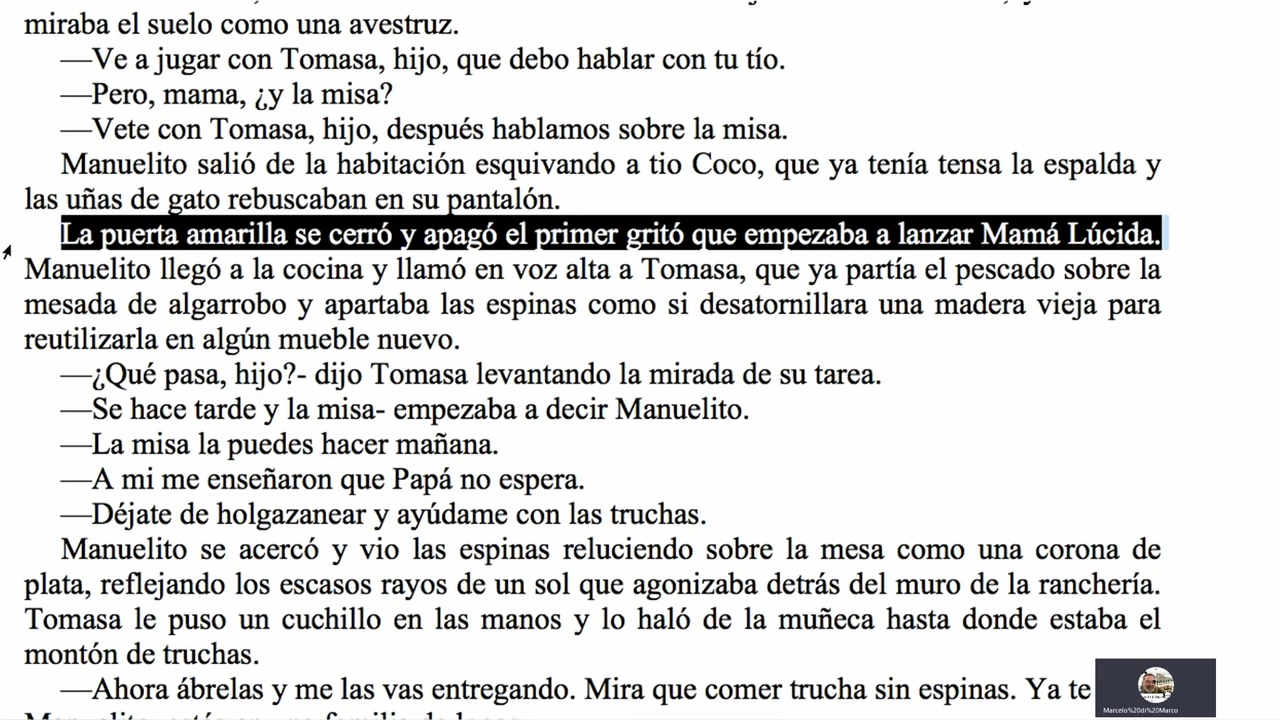 miraba el suelo como una avestruz.
—Ve a jugar con Tomasa, hijo, que debo hablar con tu tío.
—Pero, mama, ¿y la misa?
—Vete con Tomasa, hijo, después hablamos sobre la misa.
Manuelito salió de la habitación esquivando a tio Coco, que ya tenía tensa la espalda y
las uñas de gato rebuscaban en su pantalón.
La puerta amarilla se cerró y apagó el primer gritó que empezaba a lanzar Mamá Lúcida.
Manuelito llegó a la cocina y llamó en voz alta a Tomasa, que ya partía el pescado sobre la
mesada de algarrobo y apartaba las espinas como si desatornillara una madera vieja para
reutilizarla en algún mueble nuevo.
—¿Qué pasa, hijo?- dijo Tomasa levantando la mirada de su tarea.
—Se hace tarde y la misa- empezaba a decir Manuelito.
—La misa la puedes hacer mañana.
—A mi me enseñaron que Papá no espera.
—Déjate de holgazanear y ayúdame con las truchas.
Manuelito se acercó y vio las espinas reluciendo sobre la mesa como una corona de
plata, reflejando los escasos rayos de un sol que agonizaba detrás del muro de la ranchería.
Tomasa le puso un cuchillo en las manos y lo haló de la muñeca hasta donde estaba el
montón de truchas.
—Ahora ábrelas y me las vas entregando. Mira que comer trucha sin espinas. Ya te
Marcelo%20di%20Marco